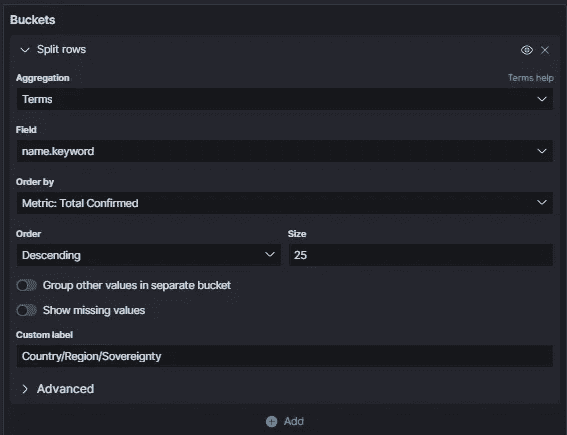 Buckets
Split rows
Aggregation Terms help
Terms
Field
name.keyword
Order by
Metric: Total Confirmed
Order Size
Descending 25
Group other values in separate bucket
Show missing values
Custom label
Country/Region/Sovereignty
Advanced
Add